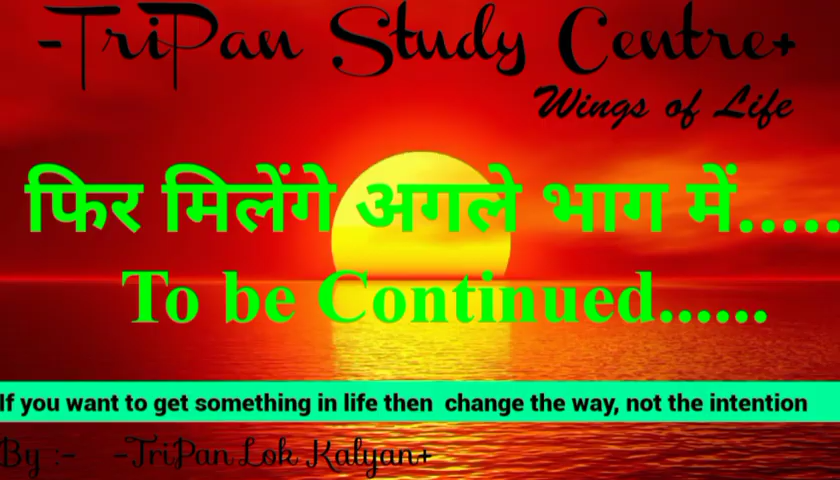 -TriPan Study Centre+
Wings of Life
फिर मिलेंगे अगले भाग में.....
To be Continued......
If you want to get something in life then  change the way, not the intention
By :-    -TriPan Lok Kalyan+